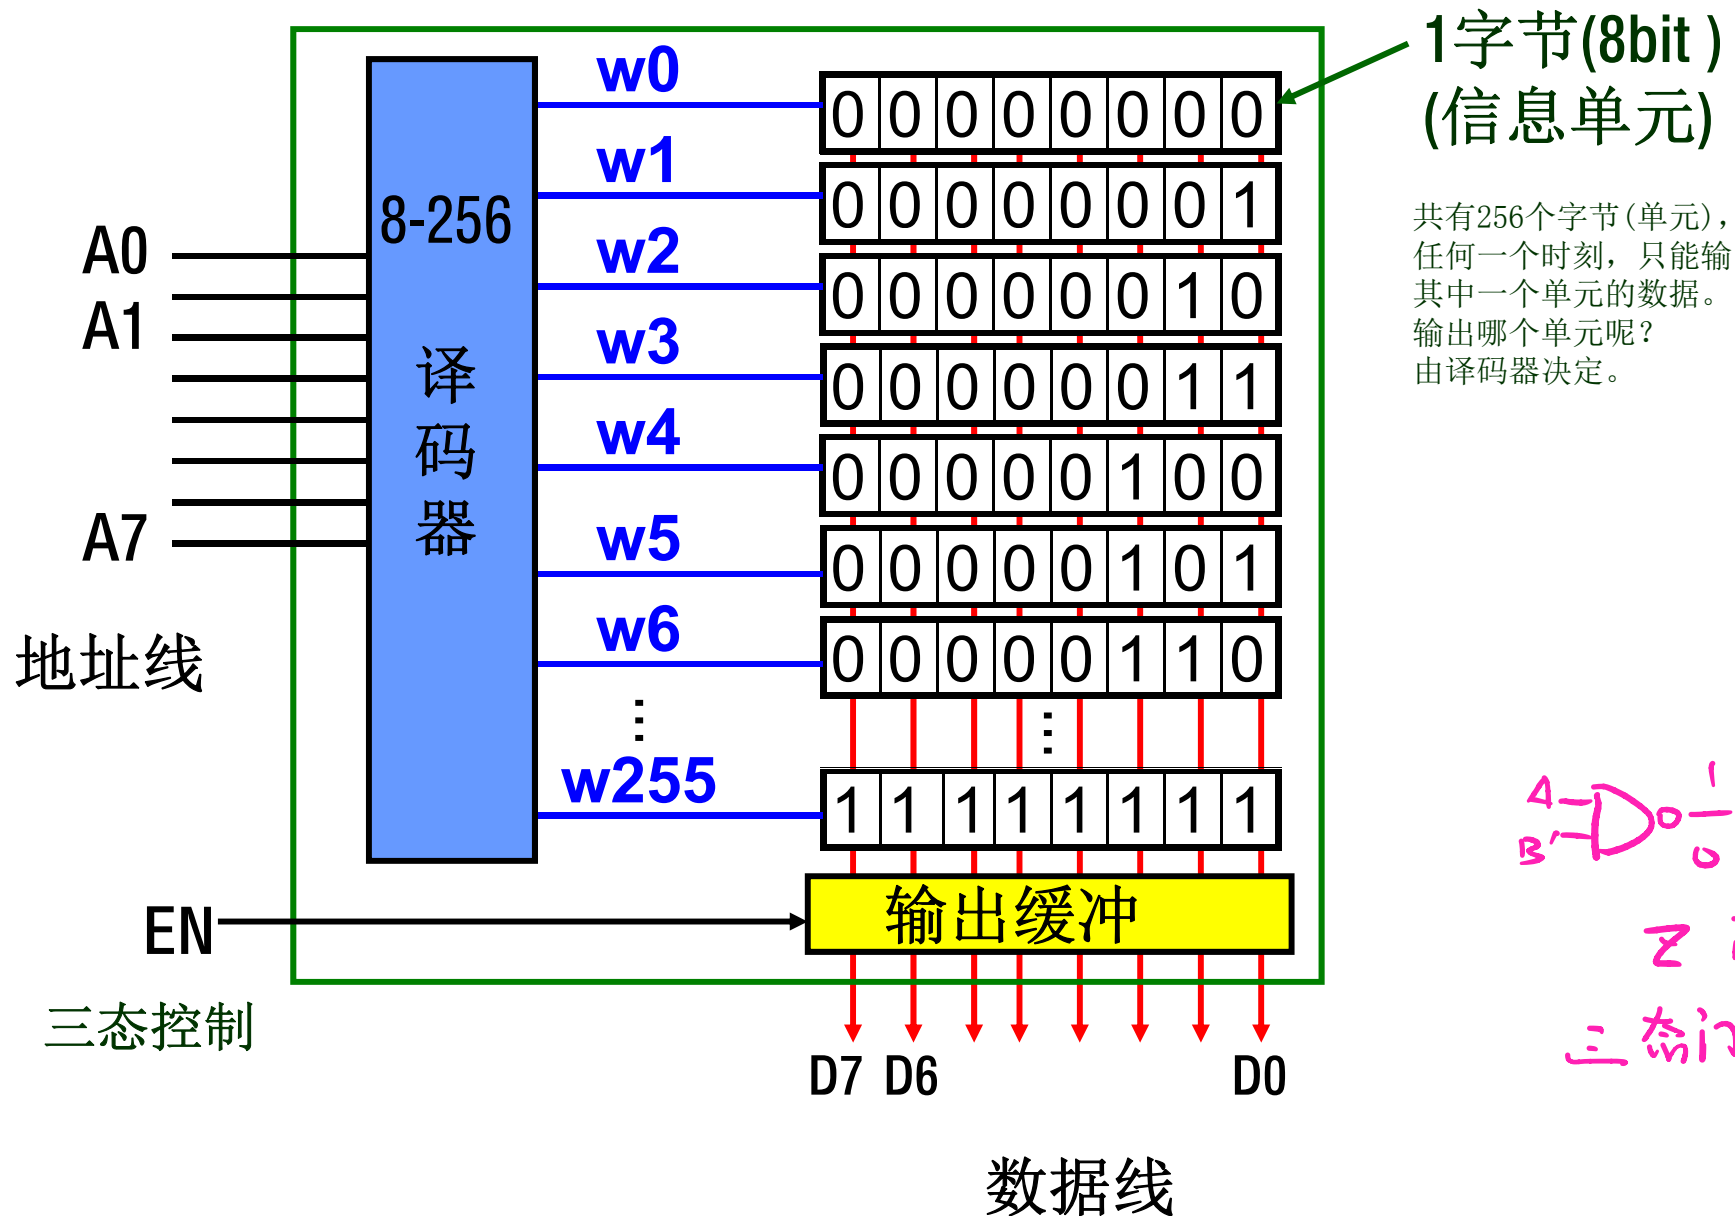 1字节(8bit )
(信息单元)
共有256个字节(单元),
任何一个时刻, 只能输
其中一个单元的数据。
输出哪个单元呢?
由译码器决定。
A0
A1
A7
地址线
8-256
译
码
器
w0
w1
w2
w3
w4
w5
w6
⋮
w255
0 0 0 0 0 0 0 0
0 0 0 0 0 0 0 1
0 0 0 0 0 0 1 0
0 0 0 0 0 0 1 1
0 0 0 0 0 1 0 0
0 0 0 0 0 1 0 1
0 0 0 0 0 1 1 0
⋮
1 1 1 1 1 1 1 1
EN
三态控制
输出缓冲
D7 D6 D0
数据线
A
B
1
0
Z
三态门